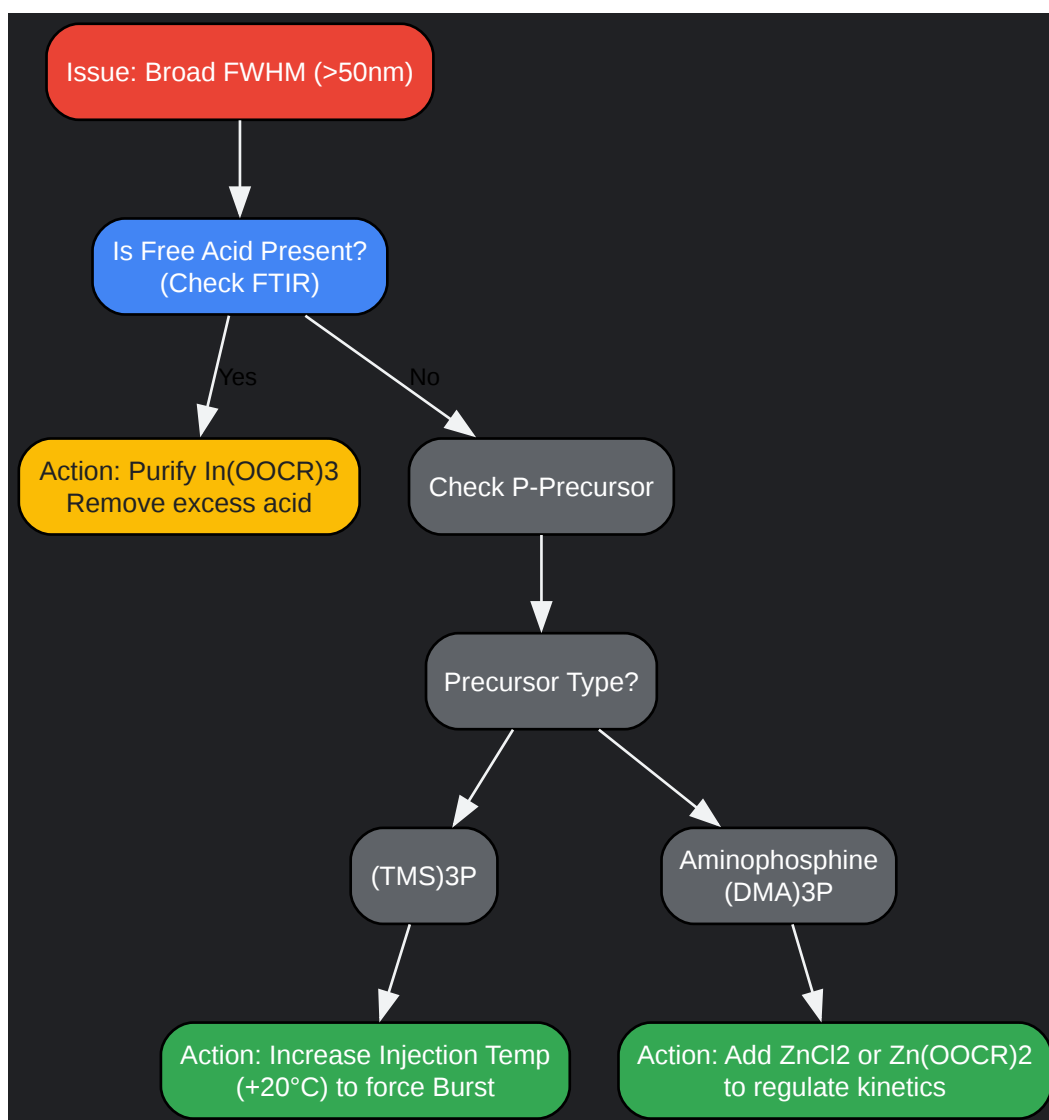 Issue: Broad FWHM (>50nm)
Is Free Acid Present?
(Check FTIR)
Yes
No
Action: Purify In(OOCR)3
Remove excess acid
Check P-Precursor
Precursor Type?
(TMS)3P
Aminophosphine
(DMA)3P
Action: Increase Injection Temp
(+20°C) to force Burst
Action: Add ZnCl2 or Zn(OOCR)2
to regulate kinetics